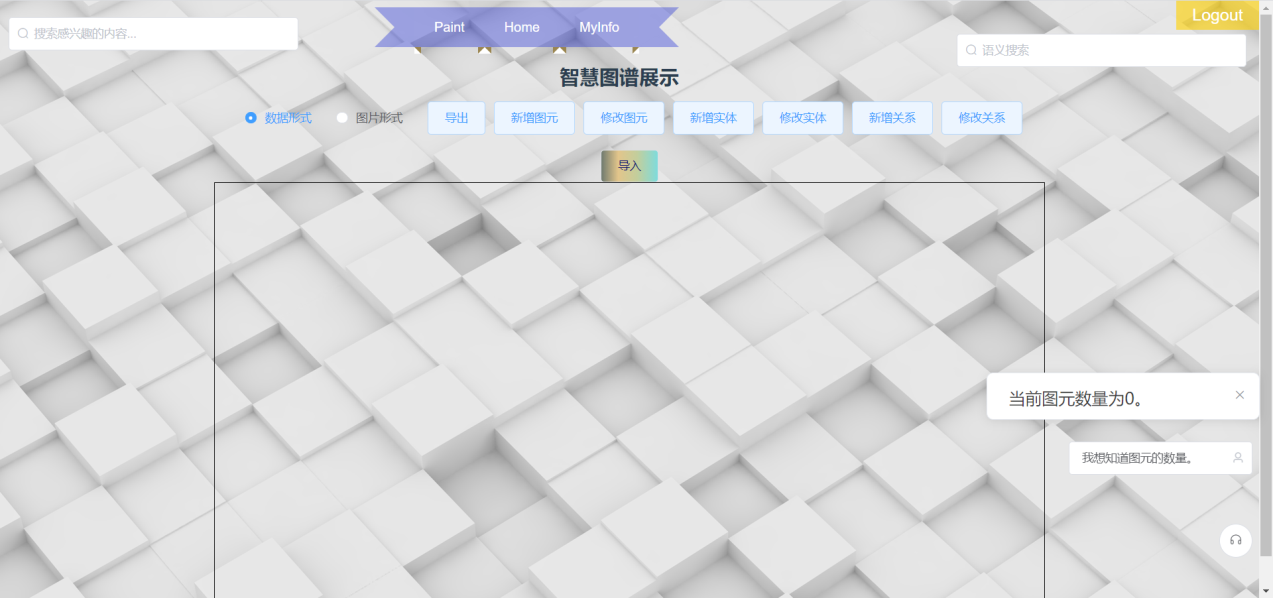 Logout
搜索感兴趣的内容...
Paint Home MyInfo
语义搜索
智慧图谱展示
数据形式 图片形式 导出 新增图元 修改图元 新增实体 修改实体 新增关系 修改关系
导入
当前图元数量为0。
我想知道图元的数量。